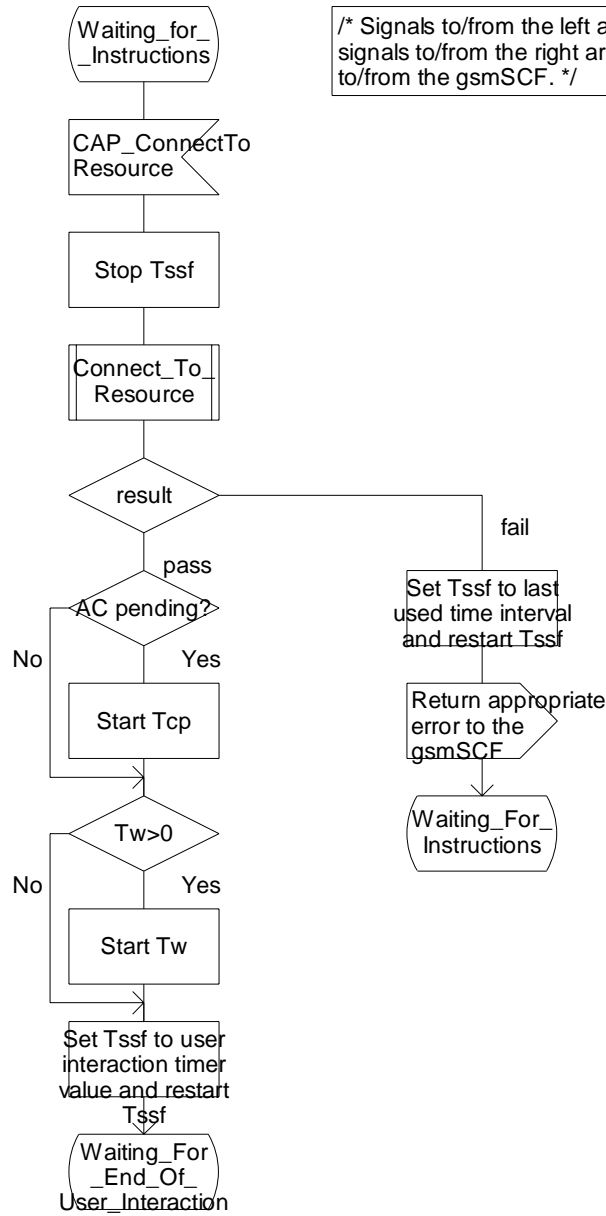 Waiting_for_
_Instructions
/* Signals to/from the left a
signals to/from the right ar
to/from the gsmSCF. */
CAP_ConnectTo
Resource
Stop Tssf
Connect_To_
Resource
result
fail
pass
Set Tssf to last
used time interval
and restart Tssf
AC pending?
No
Yes
Return appropriate
error to the
gsmSCF
Start Tcp
Waiting_For_
Instructions
Tw>0
No
Yes
Start Tw
Set Tssf to user
interaction timer
value and restart
Tssf
Waiting_For
_End_Of_
User_Interaction